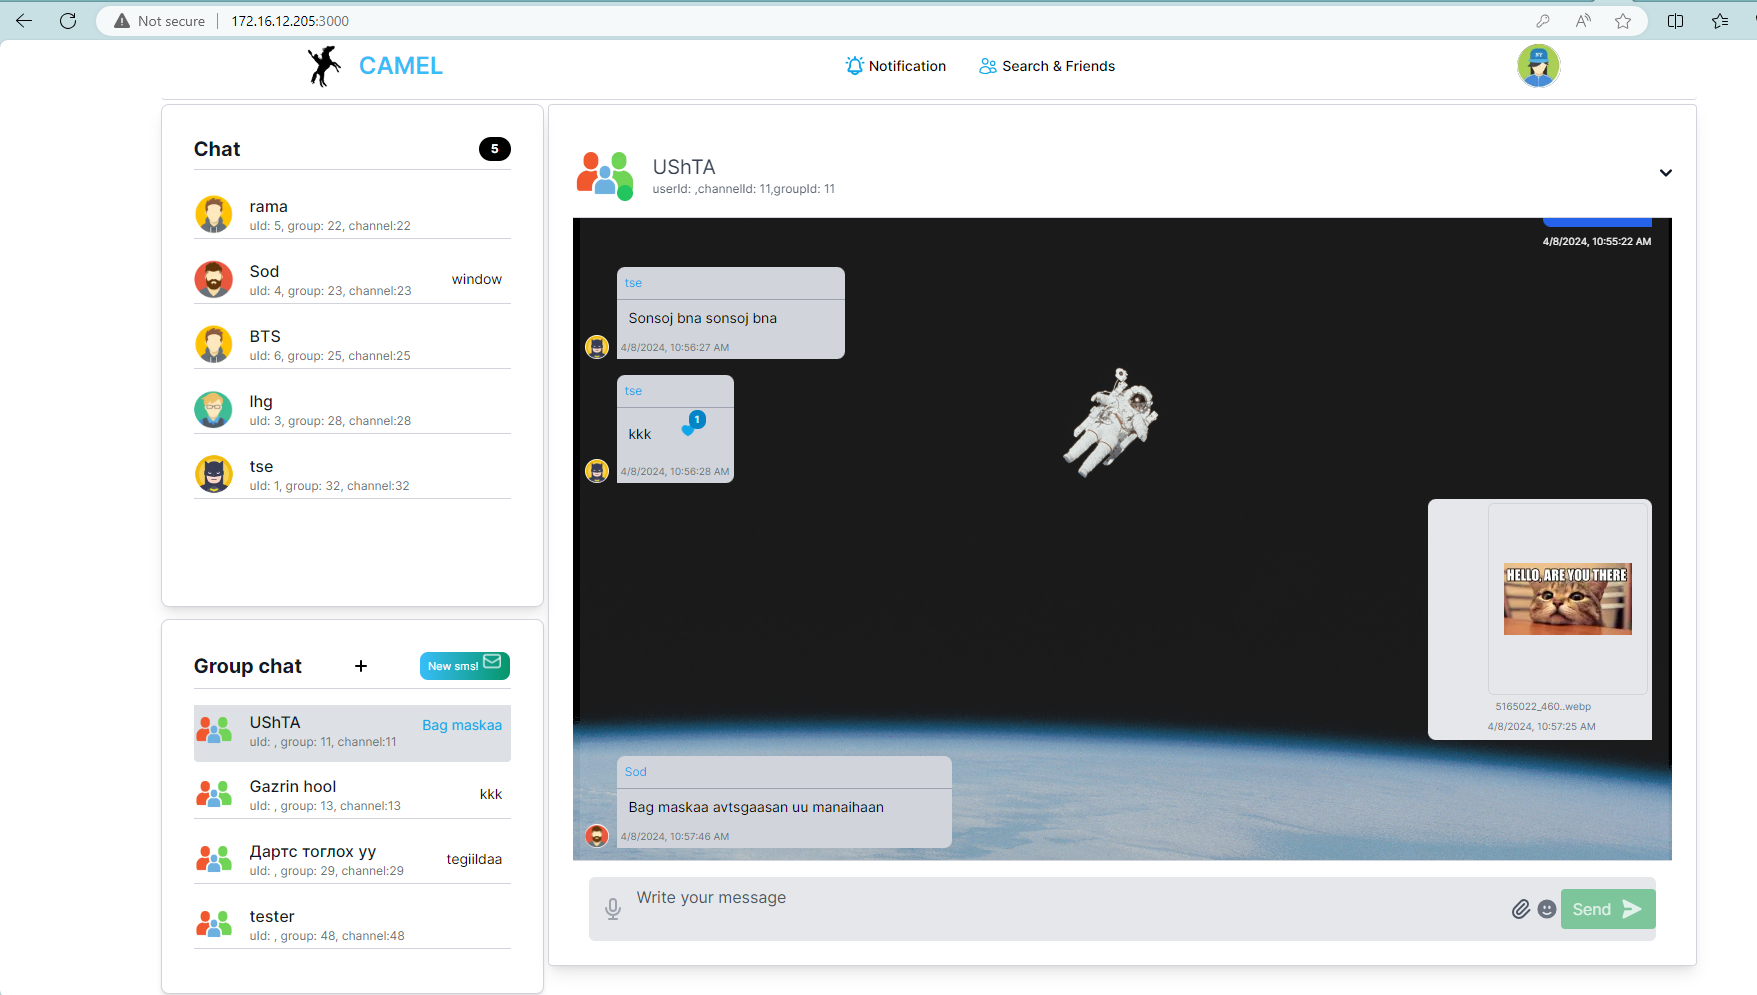 Not secure
172.16.12.205:3000
CAMEL
Notification
Search & Friends
Chat
5
rama
uId: 5, group: 22, channel:22
Sod
uId: 4, group: 23, channel:23
window
BTS
uId: 6, group: 25, channel:25
lhg
uId: 3, group: 28, channel:28
tse
uId: 1, group: 32, channel:32
Group chat
+
New sms!
UShTA
uId: , group: 11, channel:11
Bag maskaa
Gazrin hool
uId: , group: 13, channel:13
kkk
Дартс тоглох уу
uId: , group: 29, channel:29
tegiildaa
tester
uId: , group: 48, channel:48
UShTA
userId: ,channelId: 11,groupId: 11
4/8/2024, 10:55:22 AM
tse
Sonsoj bna sonsoj bna
4/8/2024, 10:56:27 AM
tse
kkk
1
4/8/2024, 10:56:28 AM
HELLO, ARE YOU THERE
5165022_460..webp
4/8/2024, 10:57:25 AM
Sod
Bag maskaa avtsgaasan uu manaihaan
4/8/2024, 10:57:46 AM
Write your message
Send